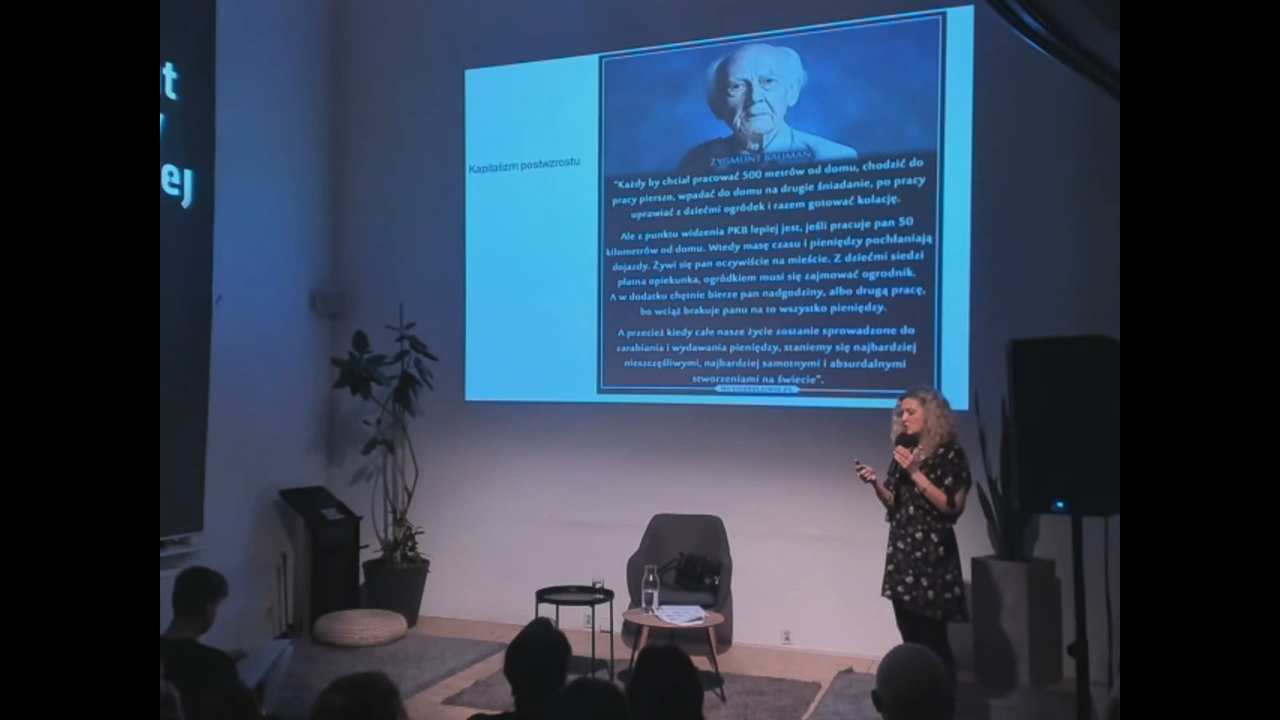 t
ej
Kapitalizm postwzrostu
ZYGMUNT BAUMAN
"Każdy by chciał pracować 500 metrów od domu, chodzić do
pracy pieszo, wpadać do domu na drugie śniadanie, po pracy
uprawiać z dziećmi ogródek i razem gotować kolację.
Ale z punktu widzenia PKB lepiej jest, jeśli pracuje pan 50
kilometrów od domu. Wtedy masę czasu i pieniędzy pochłaniają
dojazdy. Żywi się pan oczywiście na mieście. Z dziećmi siedzi
płatna opiekunka, ogródkiem musi się zajmować ogrodnik.
A w dodatku chętnie bierze pan nadgodziny, albo drugą pracę,
bo wciąż brakuje panu na to wszystko pieniędzy.
A przecież kiedy całe nasze życie zostanie sprowadzone do
zarabiania i wydawania pieniędzy, staniemy się najbardziej
nieszczęśliwymi, najbardziej samotnymi i absurdalnymi
stworzeniami na świecie".